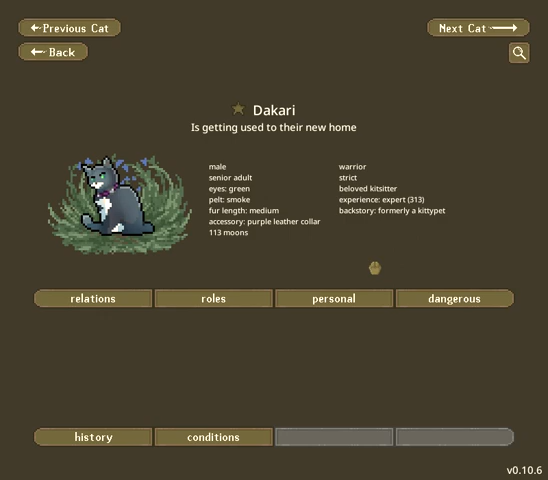 Previous Cat
Next Cat
Back
Dakari
Is getting used to their new home
male
senior adult
eyes: green
pelt: smoke
fur length: medium
accessory: purple leather collar
113 moons
warrior
strict
beloved kitsitter
experience: expert (313)
backstory: formerly a kittypet
relations
roles
personal
dangerous
history
conditions
v0.10.6